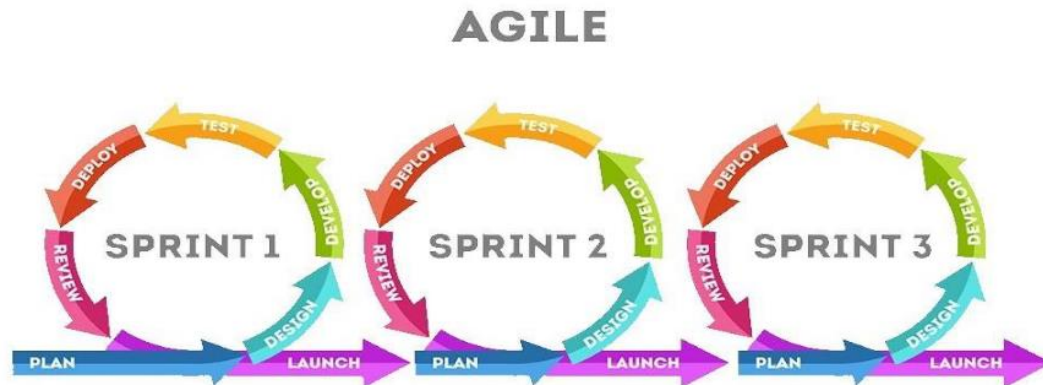 AGILE
TEST
DEPLOY
DEVELOP
SPRINT 1
REVIEW
DESIGN
PLAN
LAUNCH
TEST
DEPLOY
DEVELOP
SPRINT 2
REVIEW
DESIGN
PLAN
LAUNCH
TEST
DEPLOY
DEVELOP
SPRINT 3
REVIEW
DESIGN
PLAN
LAUNCH